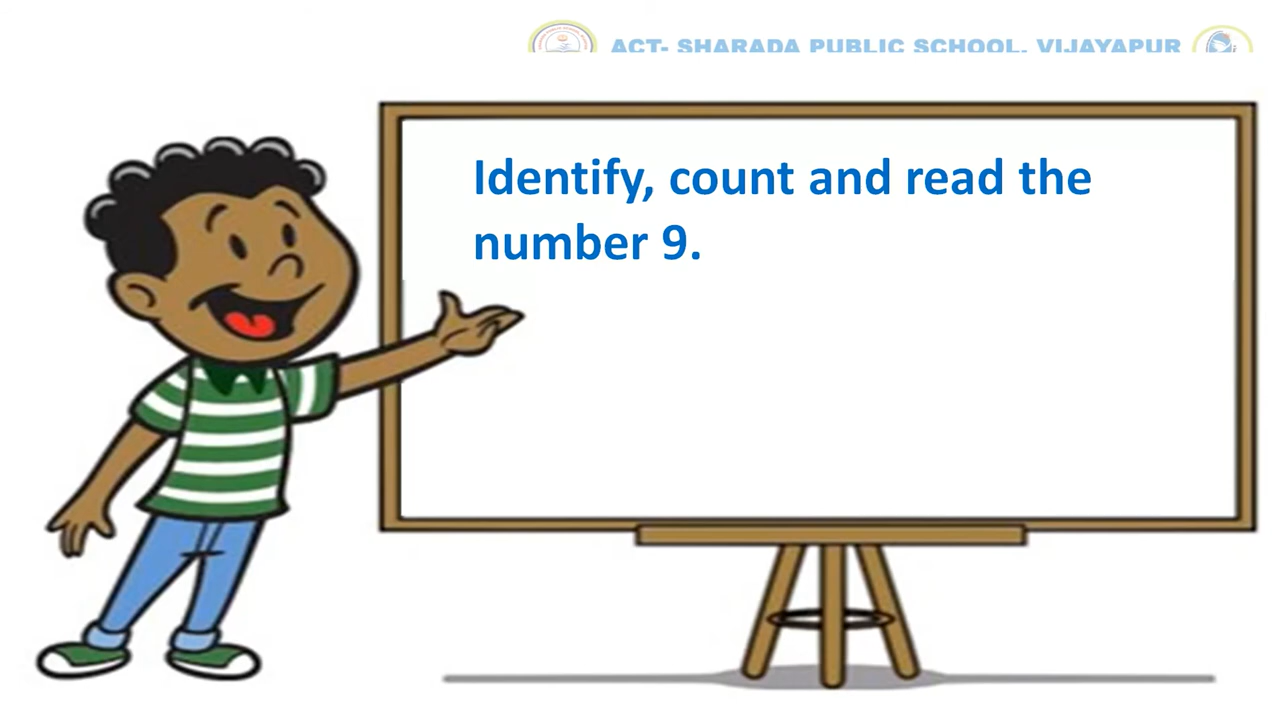 ACT- SHARADA PUBLIC SCHOOL, VIJAYAPUR
Identify, count and read the
number 9.